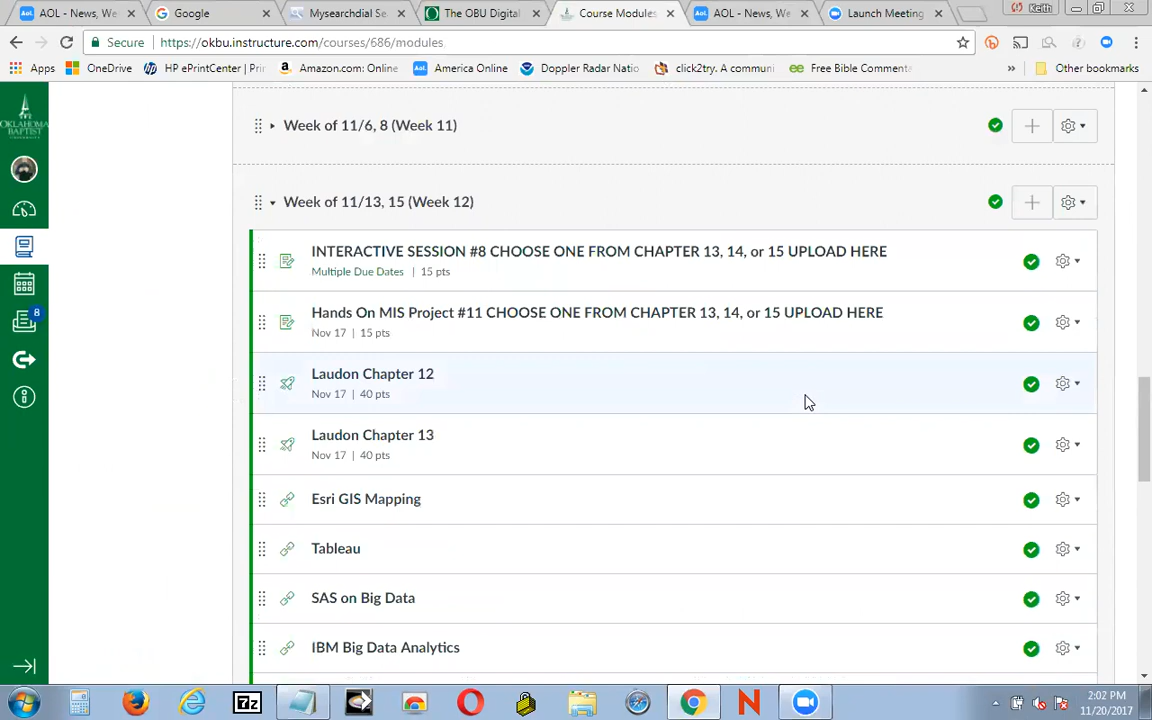 AOL - News, We
Google
Mysearchdial Se
The OBU Digital
Course Modules
AOL - News, We
Launch Meeting
Keith
Secure
https://okbu.instructure.com/courses/686/modules
Apps
OneDrive
HP ePrintCenter | Pri
Amazon.com: Online
America Online
Doppler Radar Natio
click2try. A communi
Free Bible Comment
»
Other bookmarks
OKLAHOMA
BAPTIST
8
Week of 11/6, 8 (Week 11)
Week of 11/13, 15 (Week 12)
INTERACTIVE SESSION #8 CHOOSE ONE FROM CHAPTER 13, 14, or 15 UPLOAD HERE
Multiple Due Dates | 15 pts
Hands On MIS Project #11 CHOOSE ONE FROM CHAPTER 13, 14, or 15 UPLOAD HERE
Nov 17 | 15 pts
Laudon Chapter 12
Nov 17 | 40 pts
Laudon Chapter 13
Nov 17 | 40 pts
Esri GIS Mapping
Tableau
SAS on Big Data
IBM Big Data Analytics
7z
2:02 PM
11/20/2017